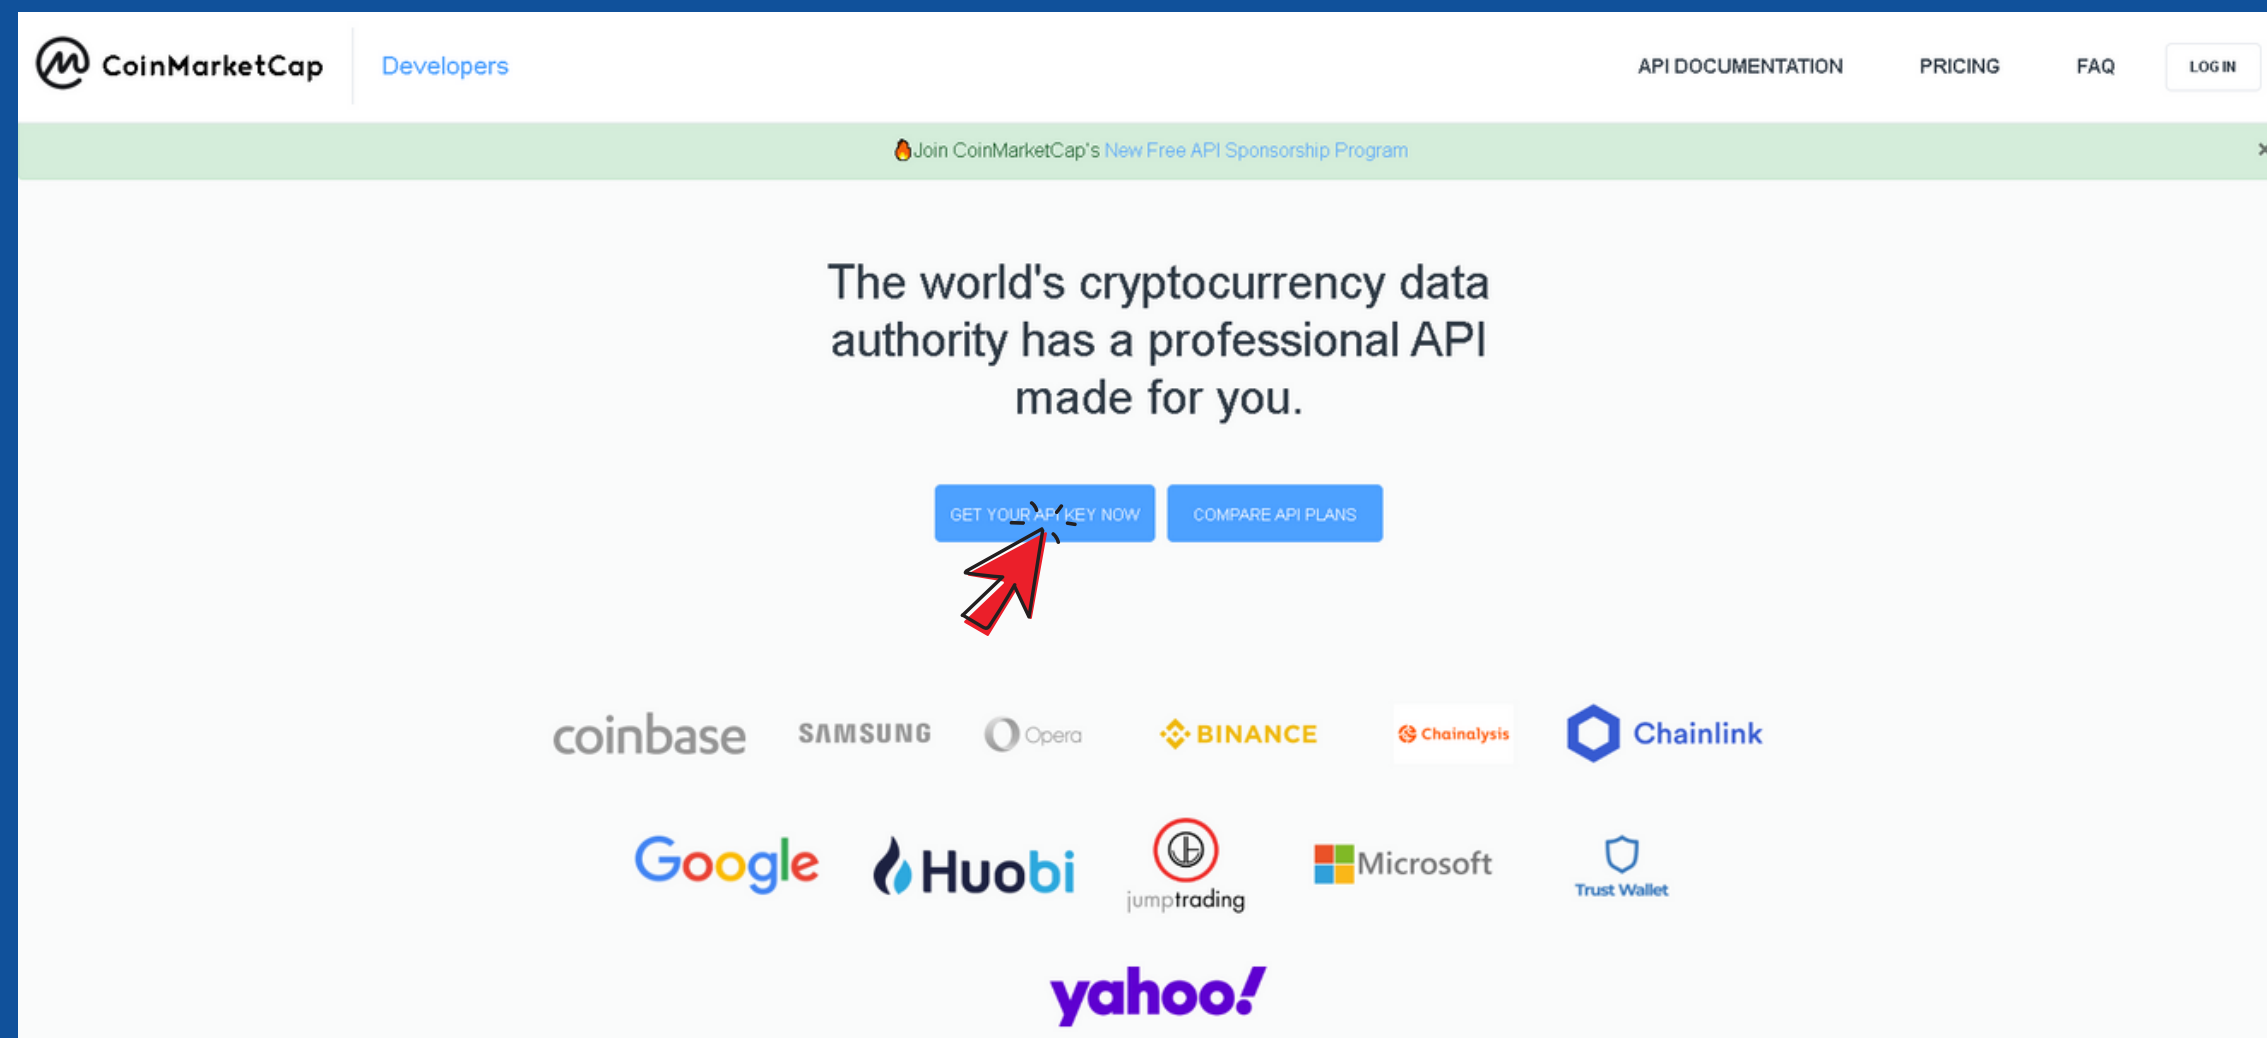 CoinMarketCap Developers API DOCUMENTATION PRICING FAQ LOG IN
Join CoinMarketCap's New Free API Sponsorship Program ×
The world's cryptocurrency data
authority has a professional API
made for you.
GET YOUR API KEY NOW COMPARE API PLANS
coinbase SAMSUNG Opera BINANCE Chainalysis Chainlink
Google Huobi jumptrading Microsoft Trust Wallet
yahoo!